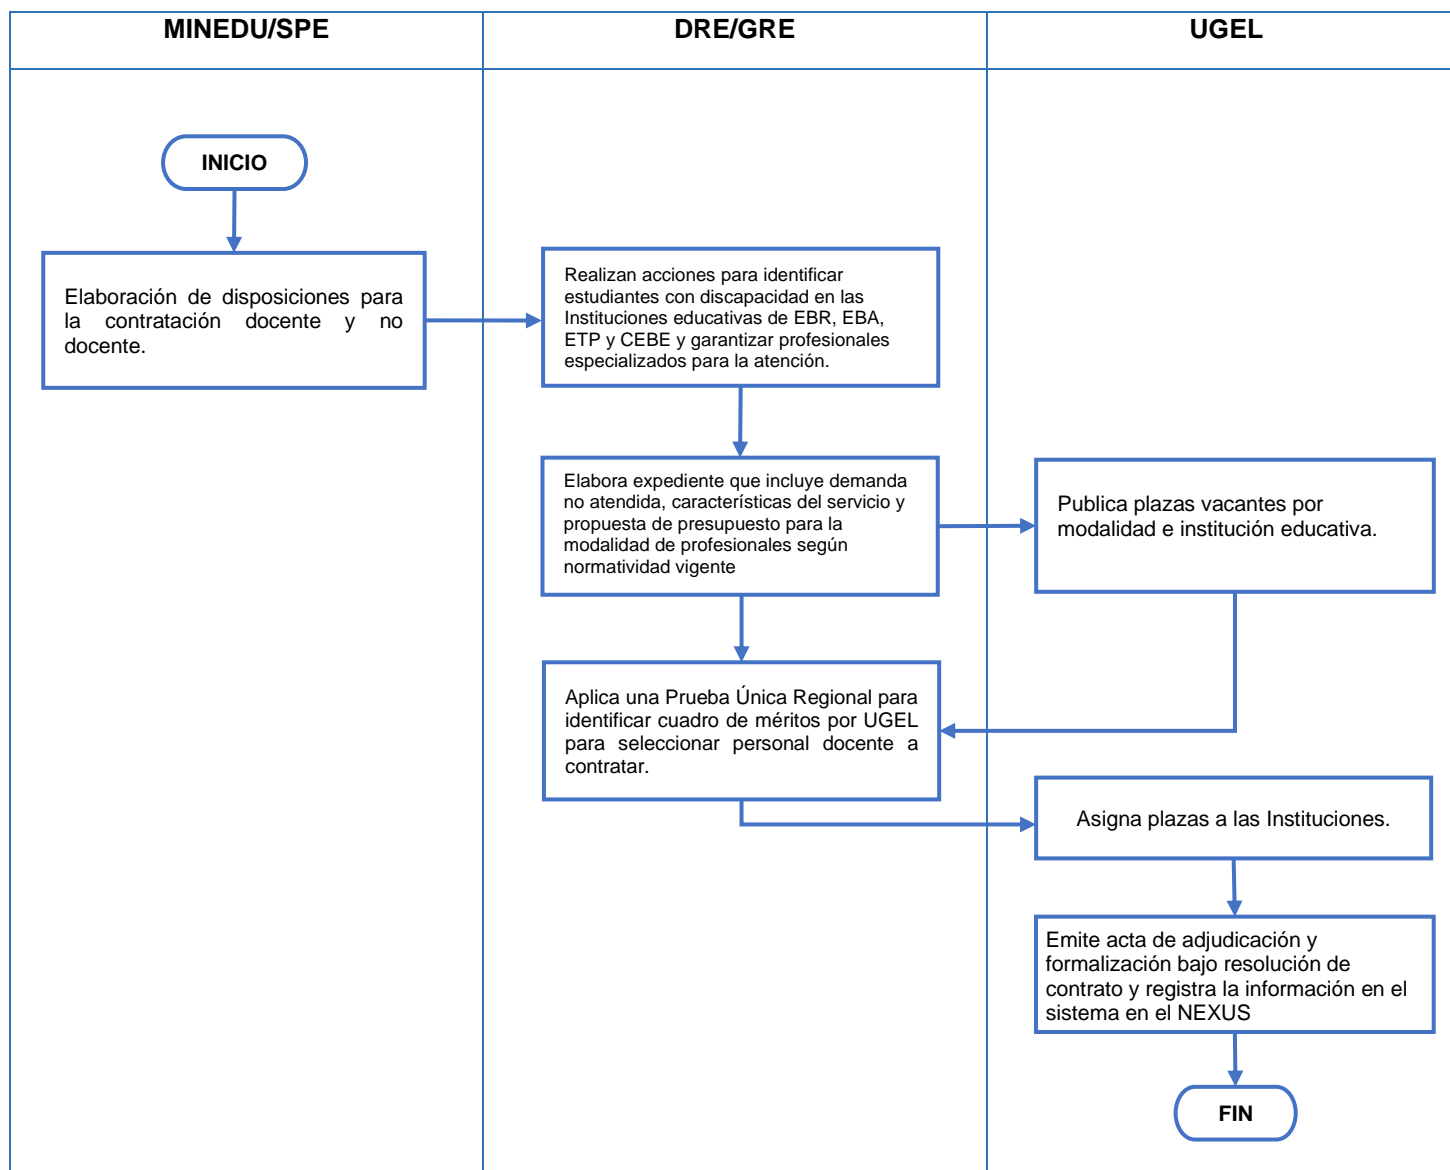 MINEDU/SPE
DRE/GRE
UGEL
INICIO
Elaboración de disposiciones para
la contratación docente y no
docente.
Realizan acciones para identificar
estudiantes con discapacidad en las
Instituciones educativas de EBR, EBA,
ETP y CEBE y garantizar profesionales
especializados para la atención.
Elabora expediente que incluye demanda
no atendida, características del servicio y
propuesta de presupuesto para la
modalidad de profesionales según
normatividad vigente
Publica plazas vacantes por
modalidad e institución educativa.
Aplica una Prueba Única Regional para
identificar cuadro de méritos por UGEL
para seleccionar personal docente a
contratar.
Asigna plazas a las Instituciones.
Emite acta de adjudicación y
formalización bajo resolución de
contrato y registra la información en el
sistema en el NEXUS
FIN